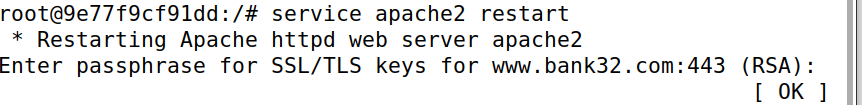 root@9e77f9cf91dd:/# service apache2 restart
 * Restarting Apache httpd web server apache2
Enter passphrase for SSL/TLS keys for www.bank32.com:443 (RSA):
[ OK ]